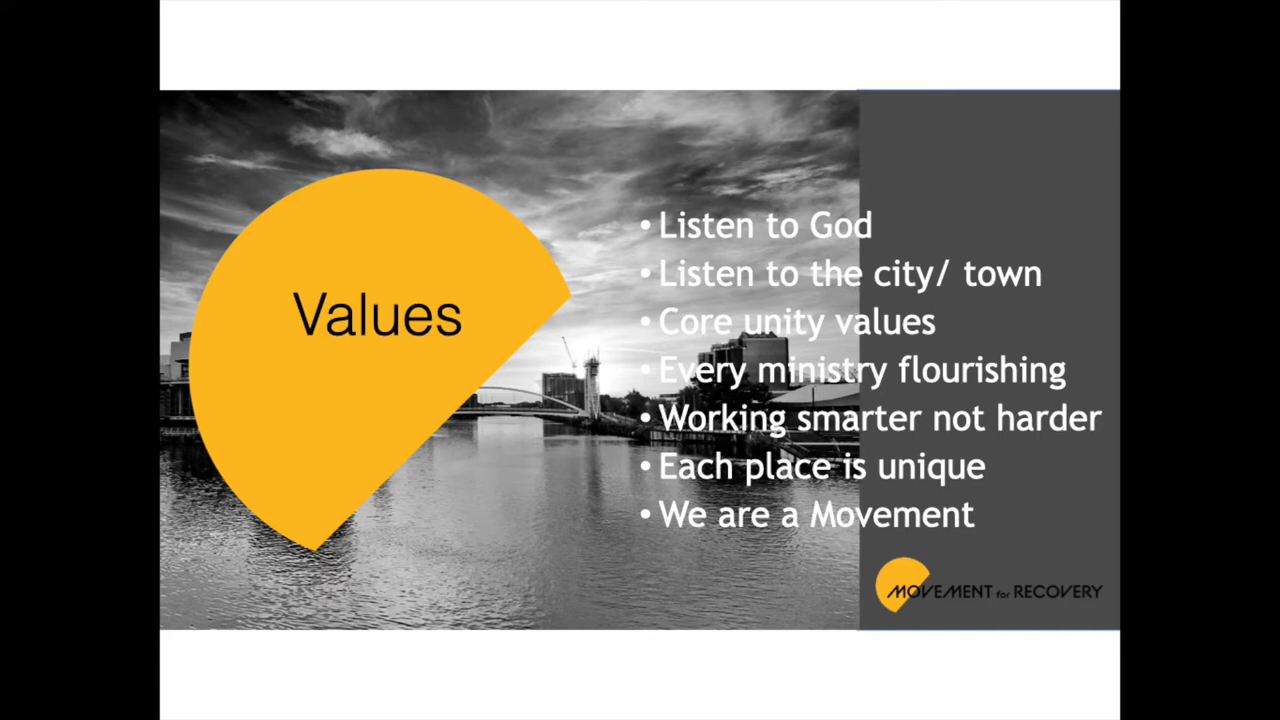 Values
• Listen to God
• Listen to the city/ town
• Core unity values
• Every ministry flourishing
• Working smarter not harder
• Each place is unique
• We are a Movement
MOVEMENT for RECOVERY